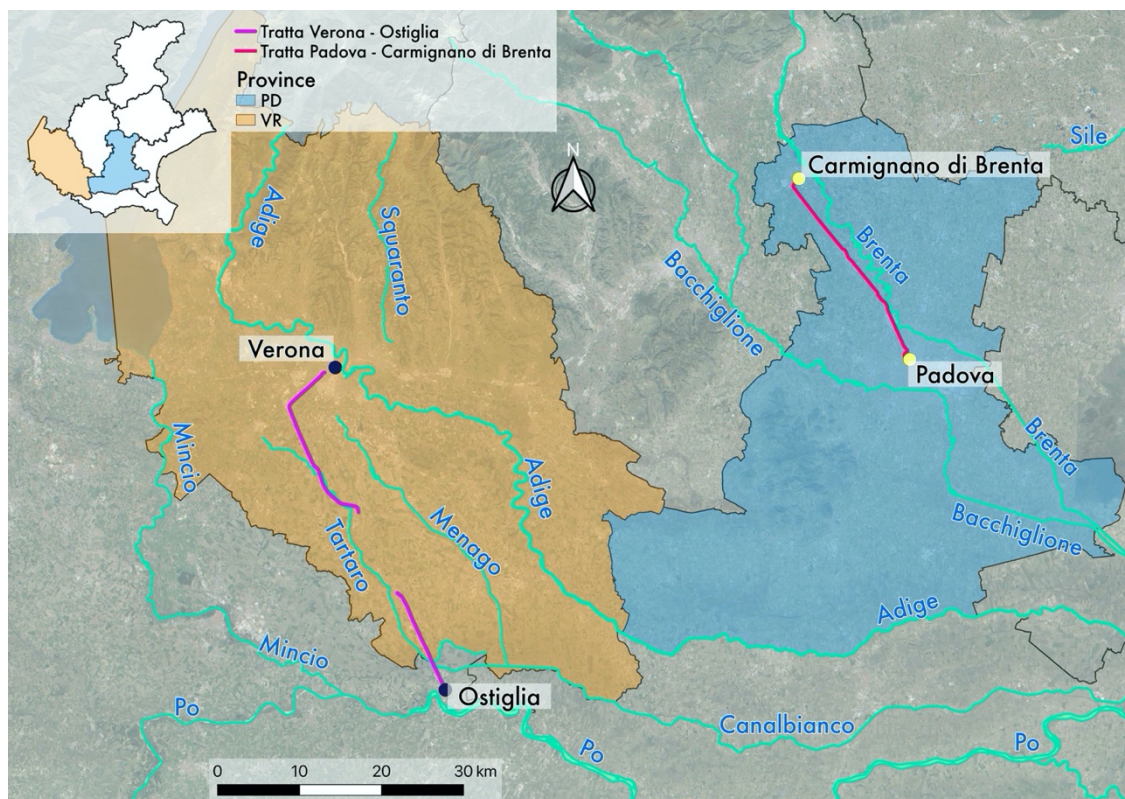 Tratta Verona - Ostiglia
Tratta Padova - Carmignano di Brenta
Province
PD
VR
N
Sile
Carmignano di Brenta
Adige
Squaranto
Brenta
Bacchiglione
Verona
Padova
Mincio
Brenta
Adige
Menago
Bacchiglione
Tartaro
Adige
Mincio
Ostiglia
Po
Canalbianco
Po
Po
0 10 20 30 km